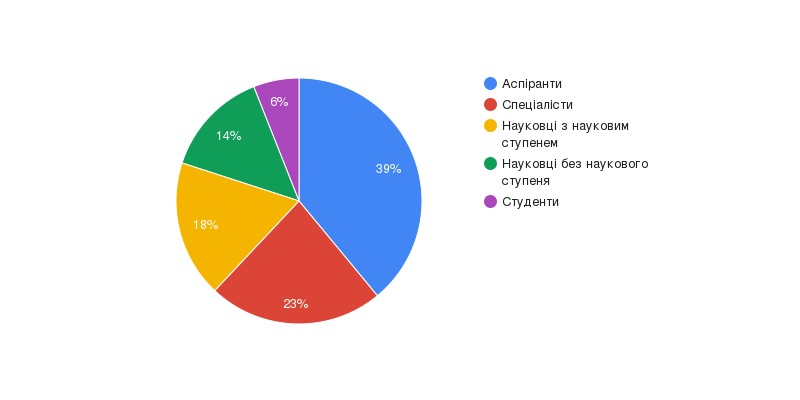 6%
14%
39%
18%
23%
Аспіранти
Спеціалісти
Науковці з науковим
ступенем
Науковці без наукового
ступеня
Студенти